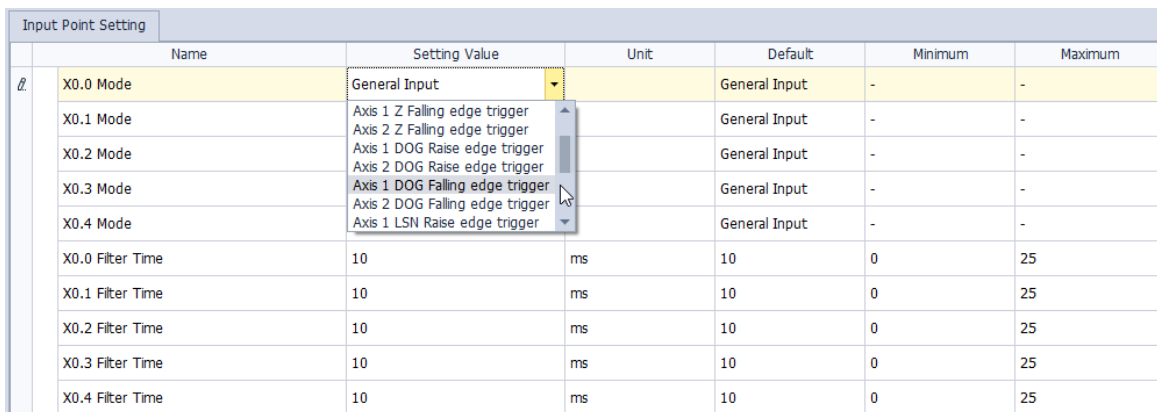 Input Point Setting
Name Setting Value Unit Default Minimum Maximum
X0.0 Mode General Input General Input - -
Axis 1 Z Falling edge trigger
Axis 2 Z Falling edge trigger
Axis 1 DOG Raise edge trigger
Axis 2 DOG Raise edge trigger
Axis 1 DOG Falling edge trigger
Axis 2 DOG Falling edge trigger
Axis 1 LSN Raise edge trigger
X0.1 Mode General Input - -
X0.2 Mode General Input - -
X0.3 Mode General Input - -
X0.4 Mode General Input - -
X0.0 Filter Time 10 ms 10 0 25
X0.1 Filter Time 10 ms 10 0 25
X0.2 Filter Time 10 ms 10 0 25
X0.3 Filter Time 10 ms 10 0 25
X0.4 Filter Time 10 ms 10 0 25